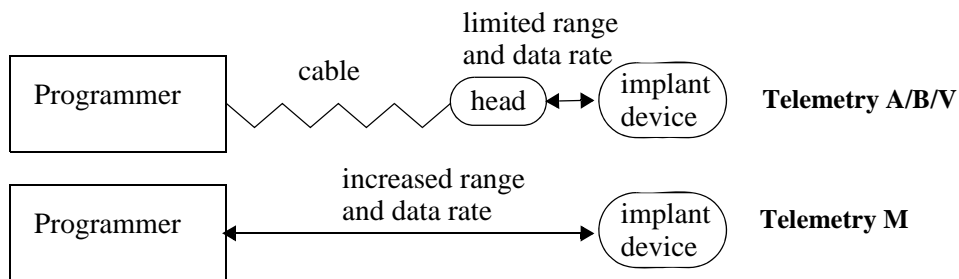 limited range
and data rate
cable
Programmer
head
implant
device
Telemetry A/B/V
increased range
and data rate
Programmer
implant
device
Telemetry M